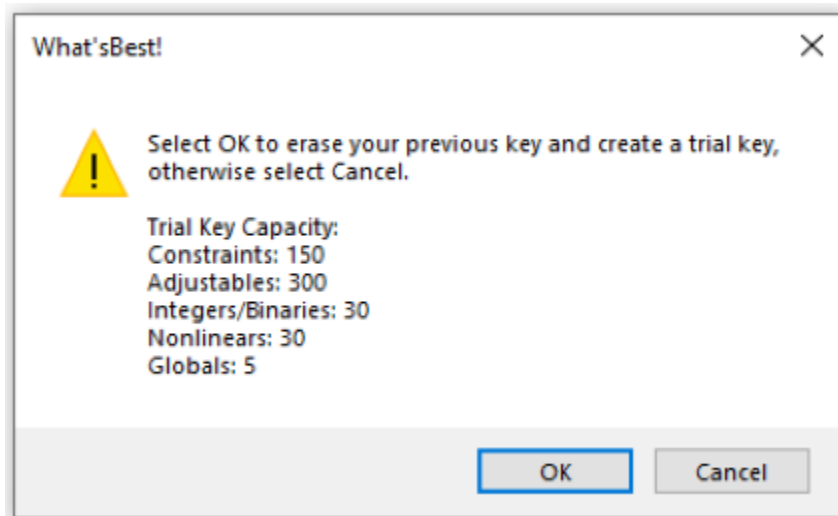 What'sBest!
Select OK to erase your previous key and create a trial key,
otherwise select Cancel.
Trial Key Capacity:
Constraints: 150
Adjustables: 300
Integers/Binaries: 30
Nonlinears: 30
Globals: 5
OK
Cancel